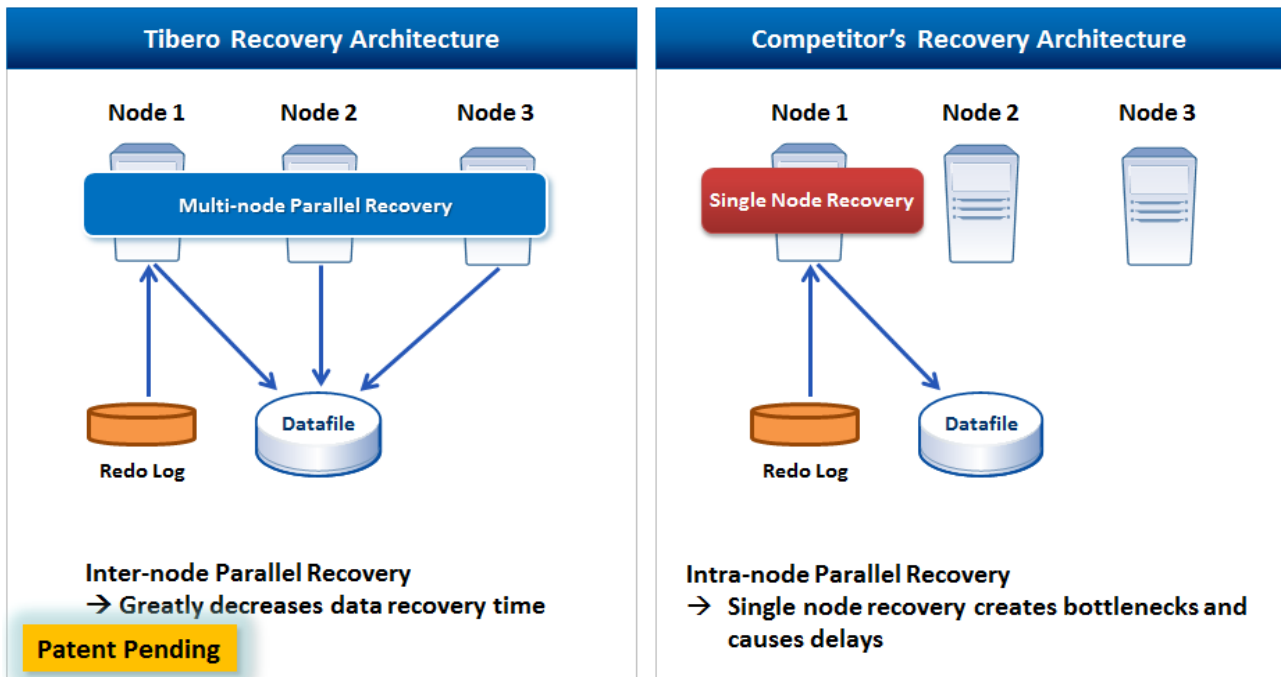 Tibero Recovery Architecture
Node 1
Node 2
Node 3
Multi-node Parallel Recovery
Datafile
Redo Log
Inter-node Parallel Recovery
→ Greatly decreases data recovery time
Patent Pending
Competitor's Recovery Architecture
Node 1
Node 2
Node 3
Single Node Recovery
Datafile
Redo Log
Intra-node Parallel Recovery
→ Single node recovery creates bottlenecks and
causes delays